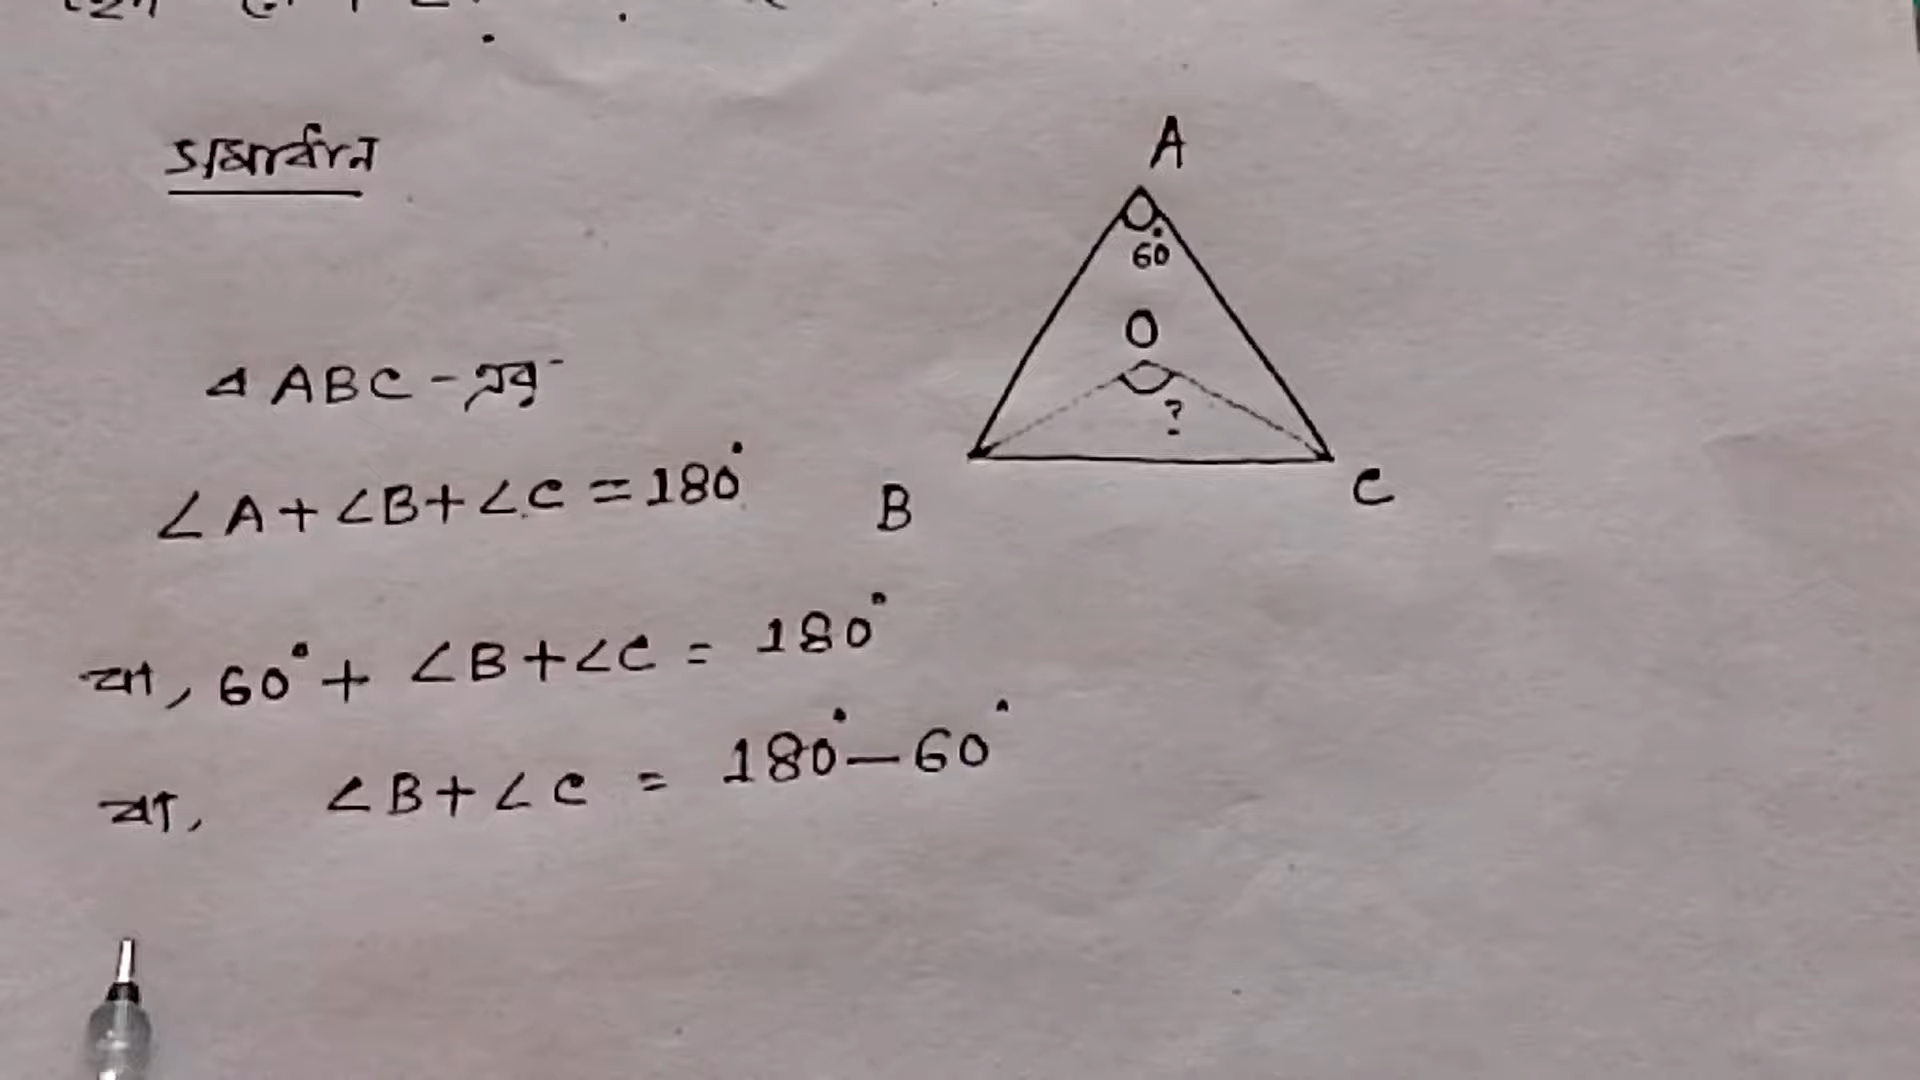 সমাধান
△ ABC - এর
∠A + ∠B + ∠C = 180°
বা, 60° + ∠B + ∠C = 180°
বা, ∠B + ∠C = 180° - 60°
A
60°
O
?
B
C